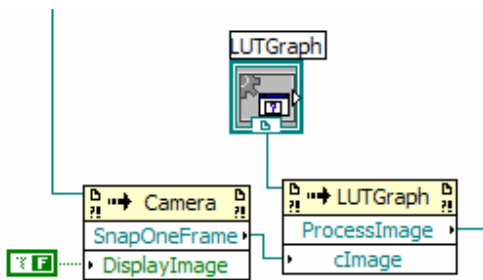 LUTGraph
?
Camera
?!
?!
SnapOneFrame
DisplayImage
F
LUTGraph
?!
?!
ProcessImage
cImage